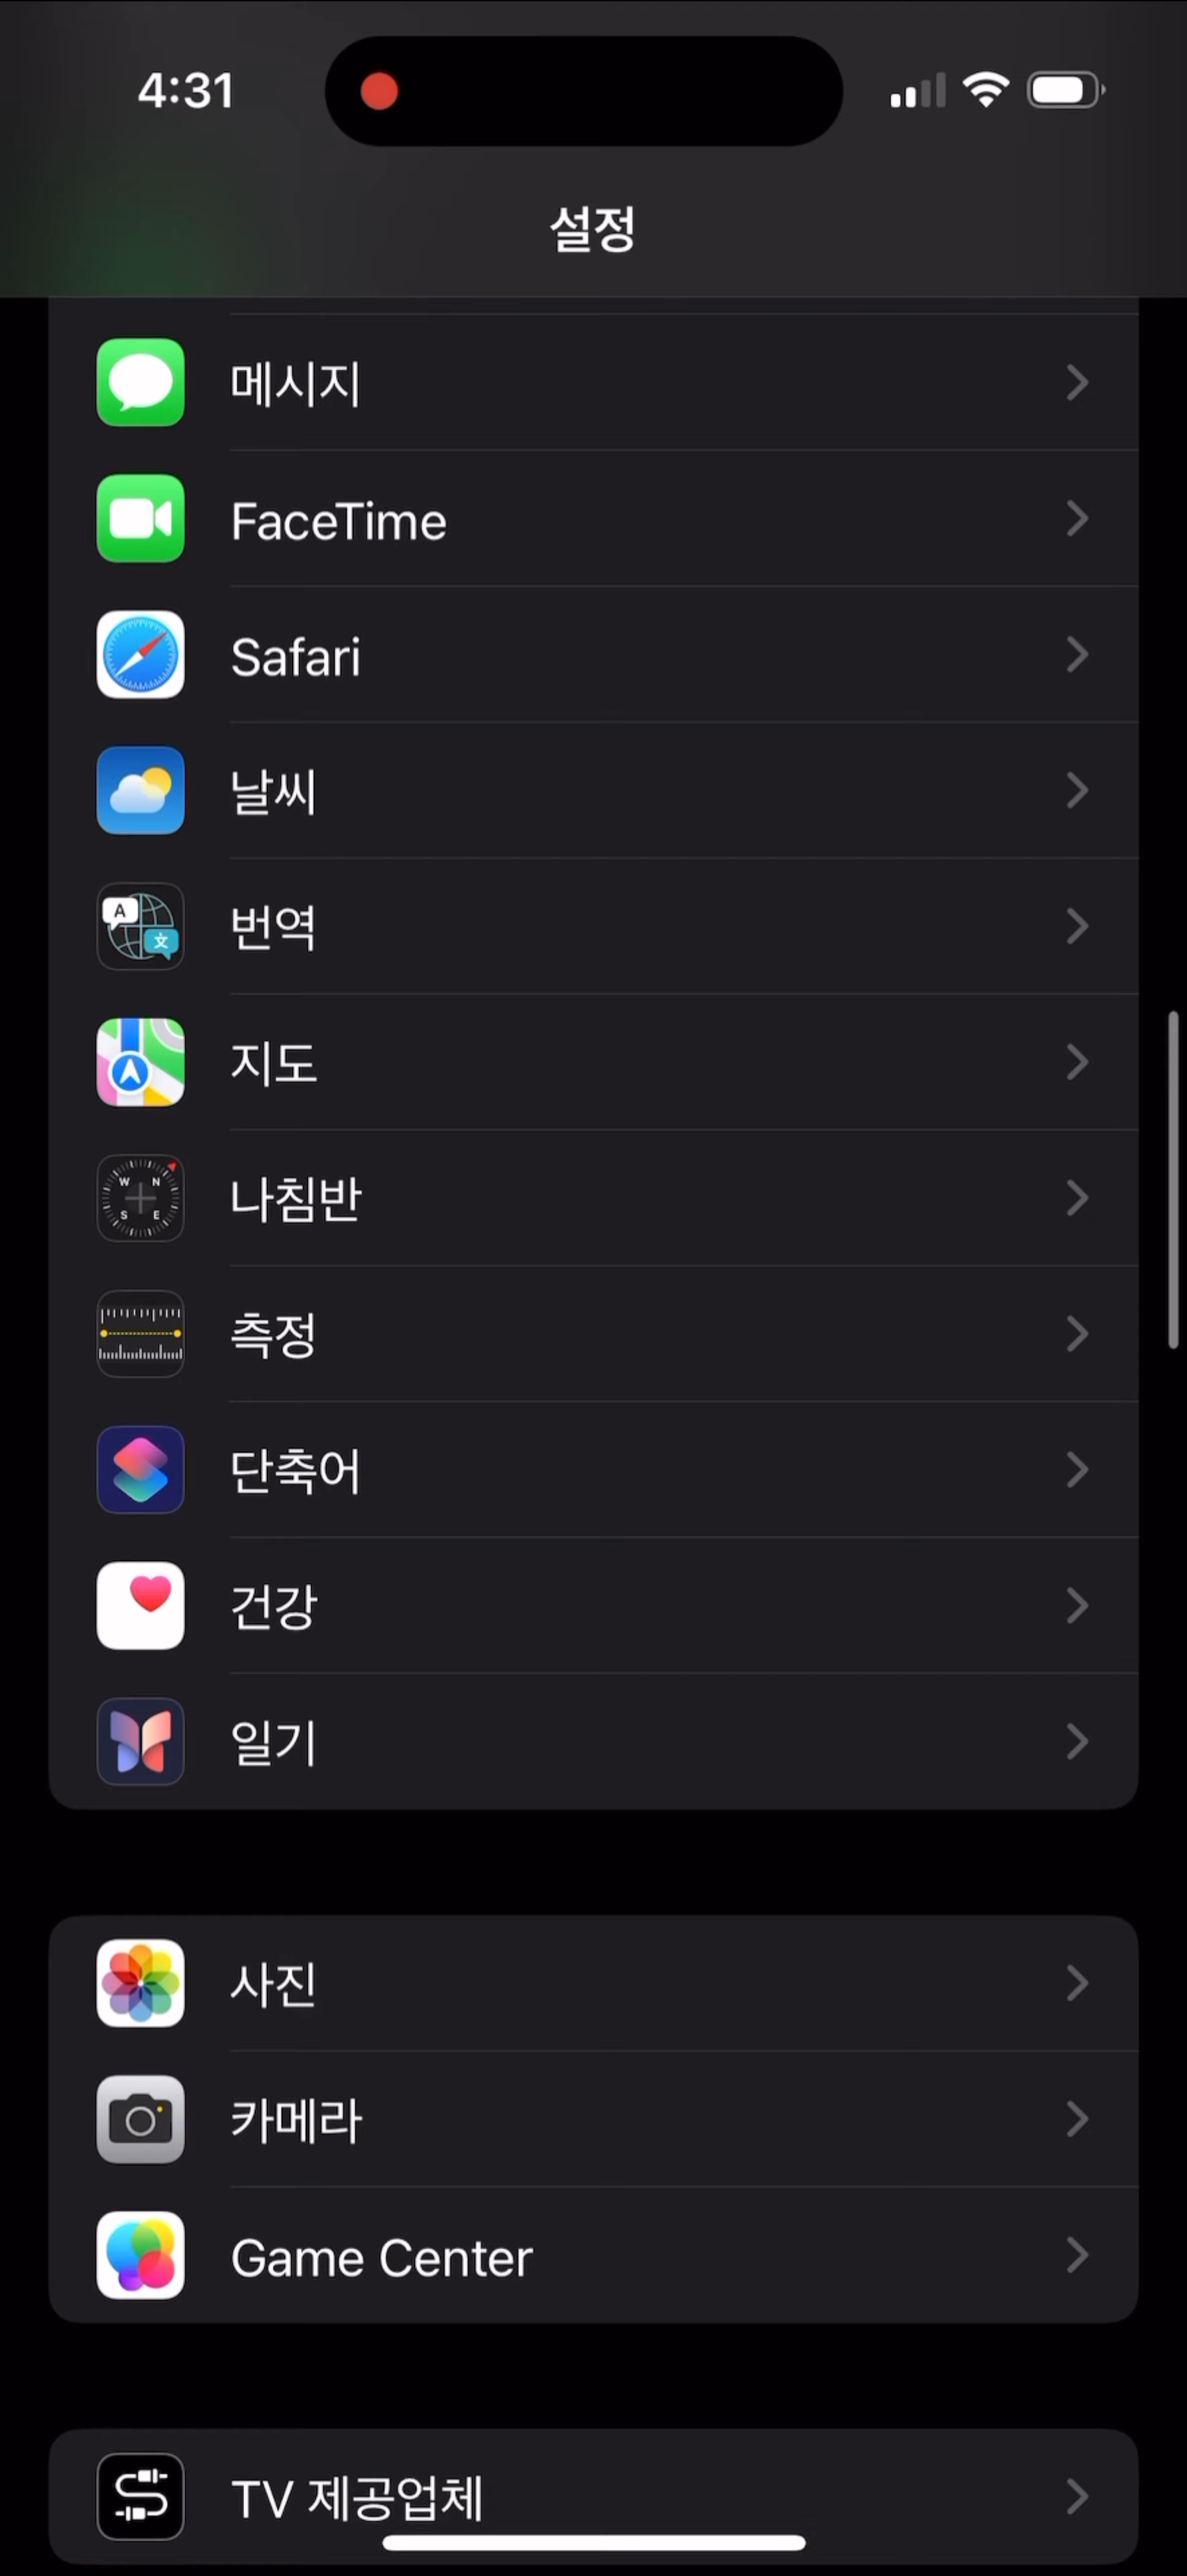 4:31
설정
메시지
FaceTime
Safari
날씨
A
文
번역
지도
W N
S E
나침반
측정
단축어
건강
일기
사진
카메라
Game Center
TV 제공업체